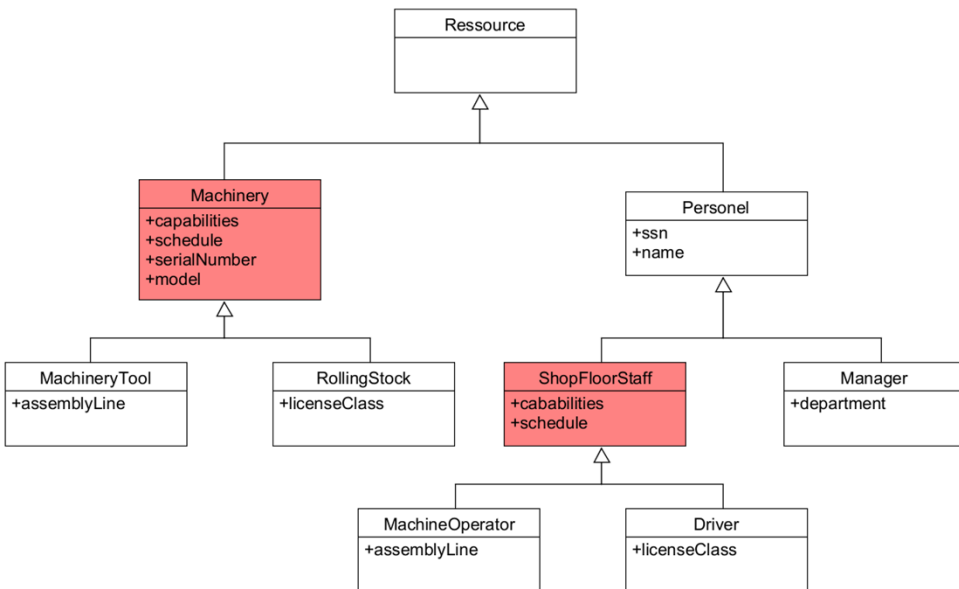 Ressource
Machinery
+capabilities
+schedule
+serialNumber
+model
Personel
+ssn
+name
MachineryTool
+assemblyLine
RollingStock
+licenseClass
ShopFloorStaff
+cababilities
+schedule
Manager
+department
MachineOperator
+assemblyLine
Driver
+licenseClass